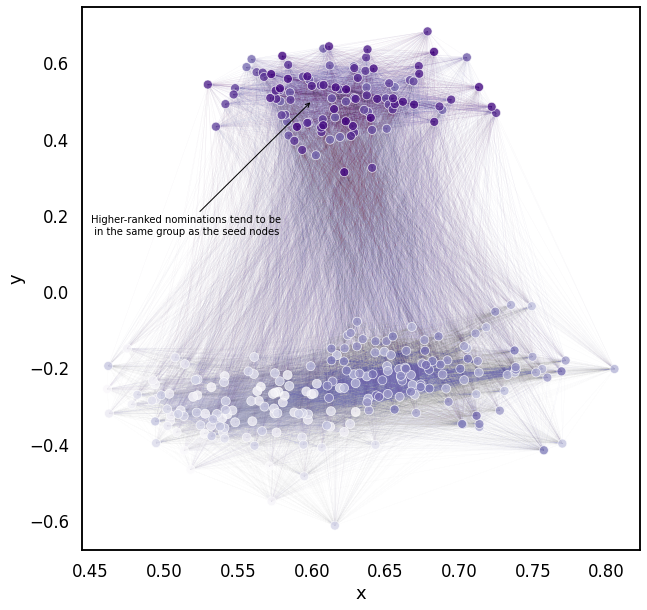 0.6
0.4
Higher-ranked nominations tend to be
in the same group as the seed nodes
0.2
y
0.0
−0.2
−0.4
−0.6
0.45 0.50 0.55 0.60 0.65 0.70 0.75 0.80
x